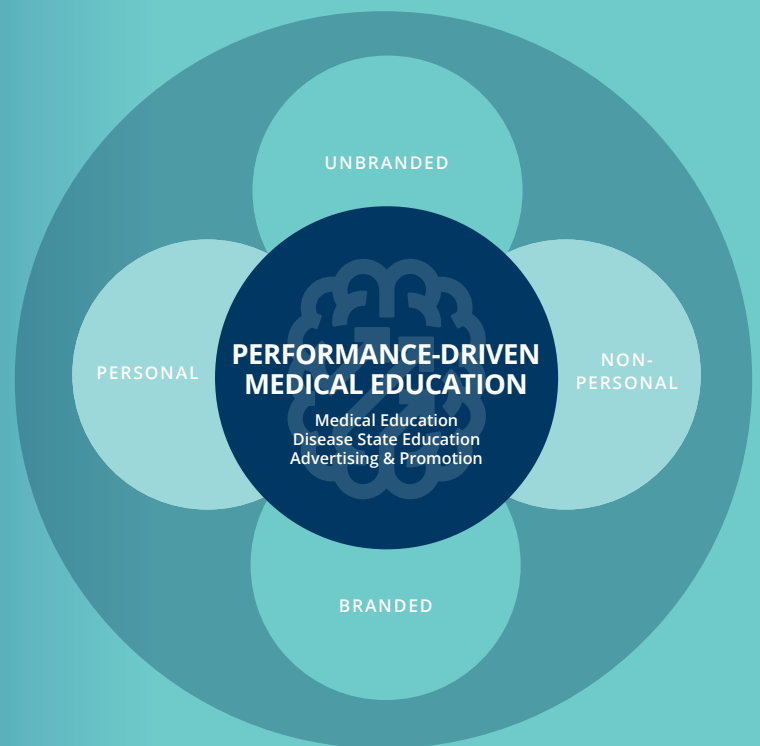 UNBRANDED
PERSONAL
NON-
PERSONAL
PERFORMANCE-DRIVEN
MEDICAL EDUCATION
Medical Education
Disease State Education
Advertising & Promotion
BRANDED